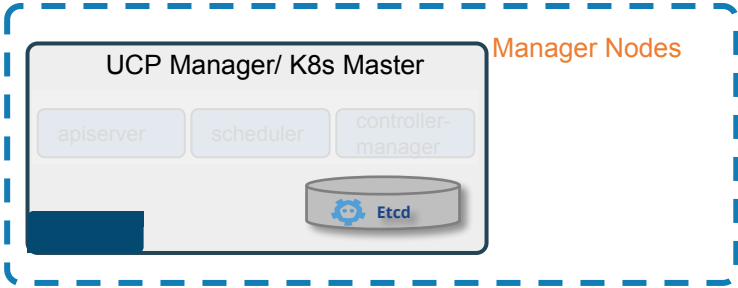 Manager Nodes
UCP Manager/ K8s Master
apiserver
scheduler
controller-
manager
Etcd